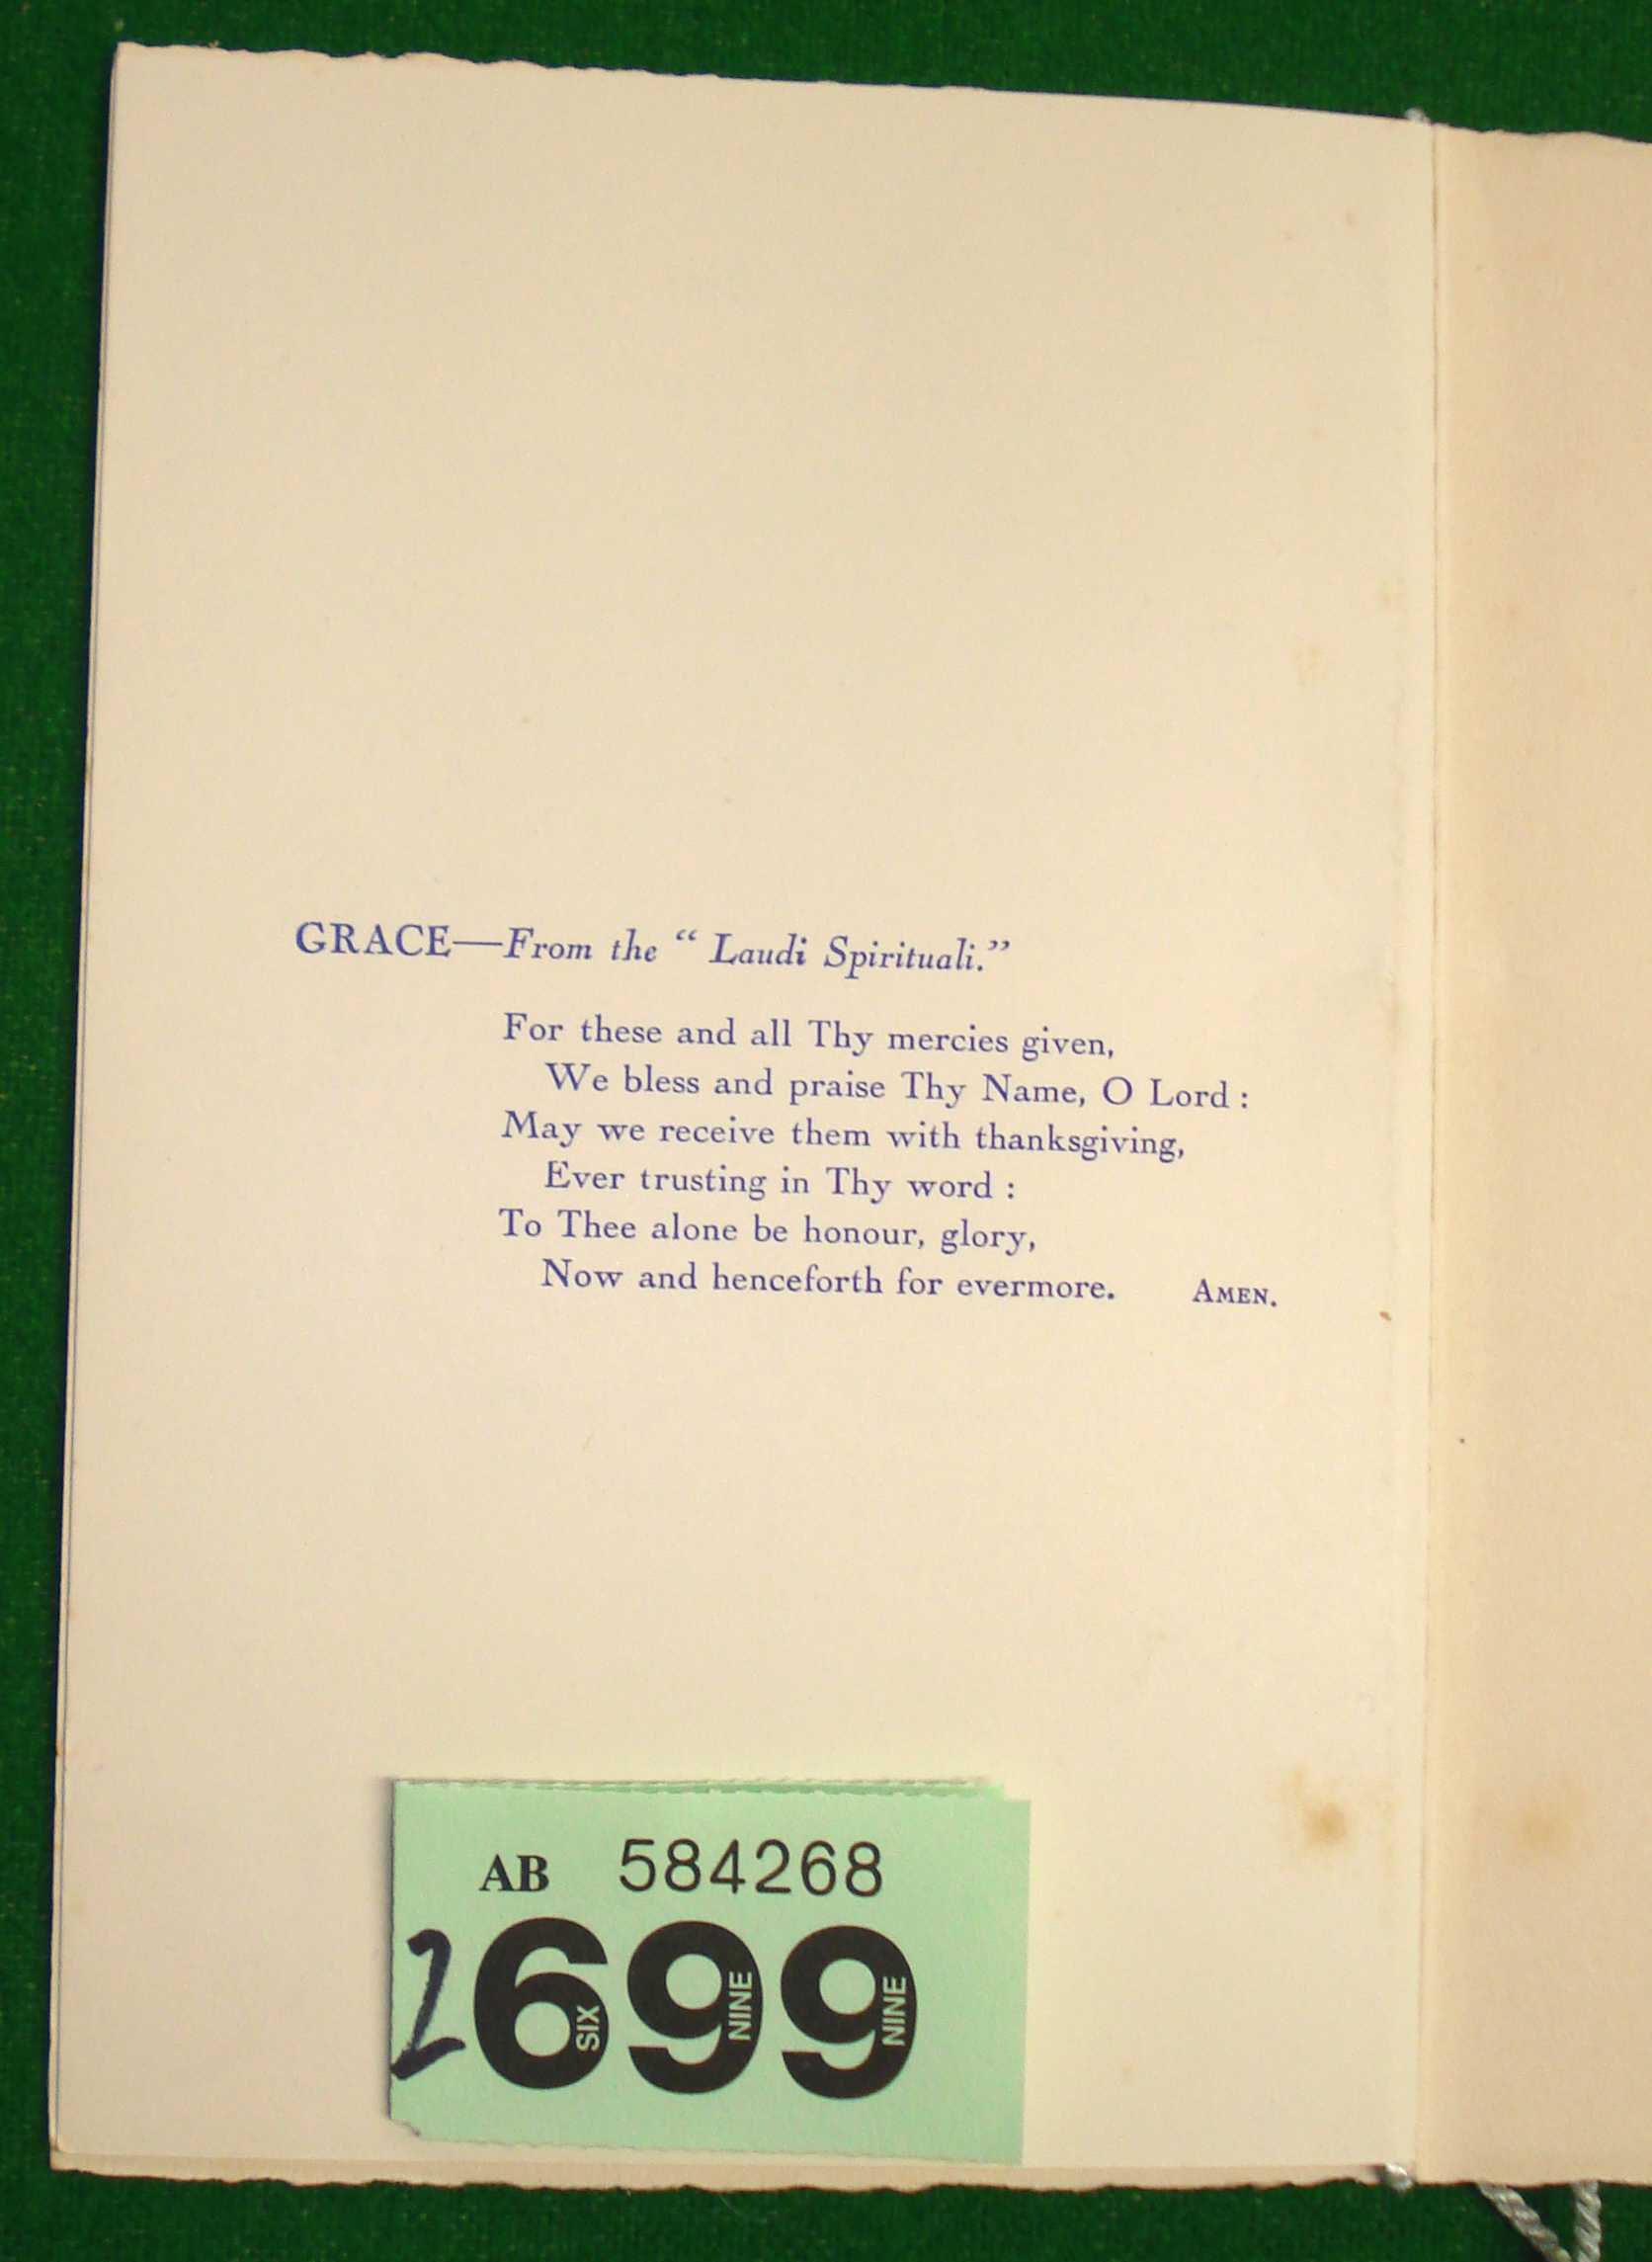 GRACE—From the “ Laudi Spirituali.”
For these and all Thy mercies given,
We bless and praise Thy Name, O Lord :
May we receive them with thanksgiving,
Ever trusting in Thy word :
To Thee alone be honour, glory,
Now and henceforth for evermore. AMEN.
AB 584268
2699
SIX NINE NINE